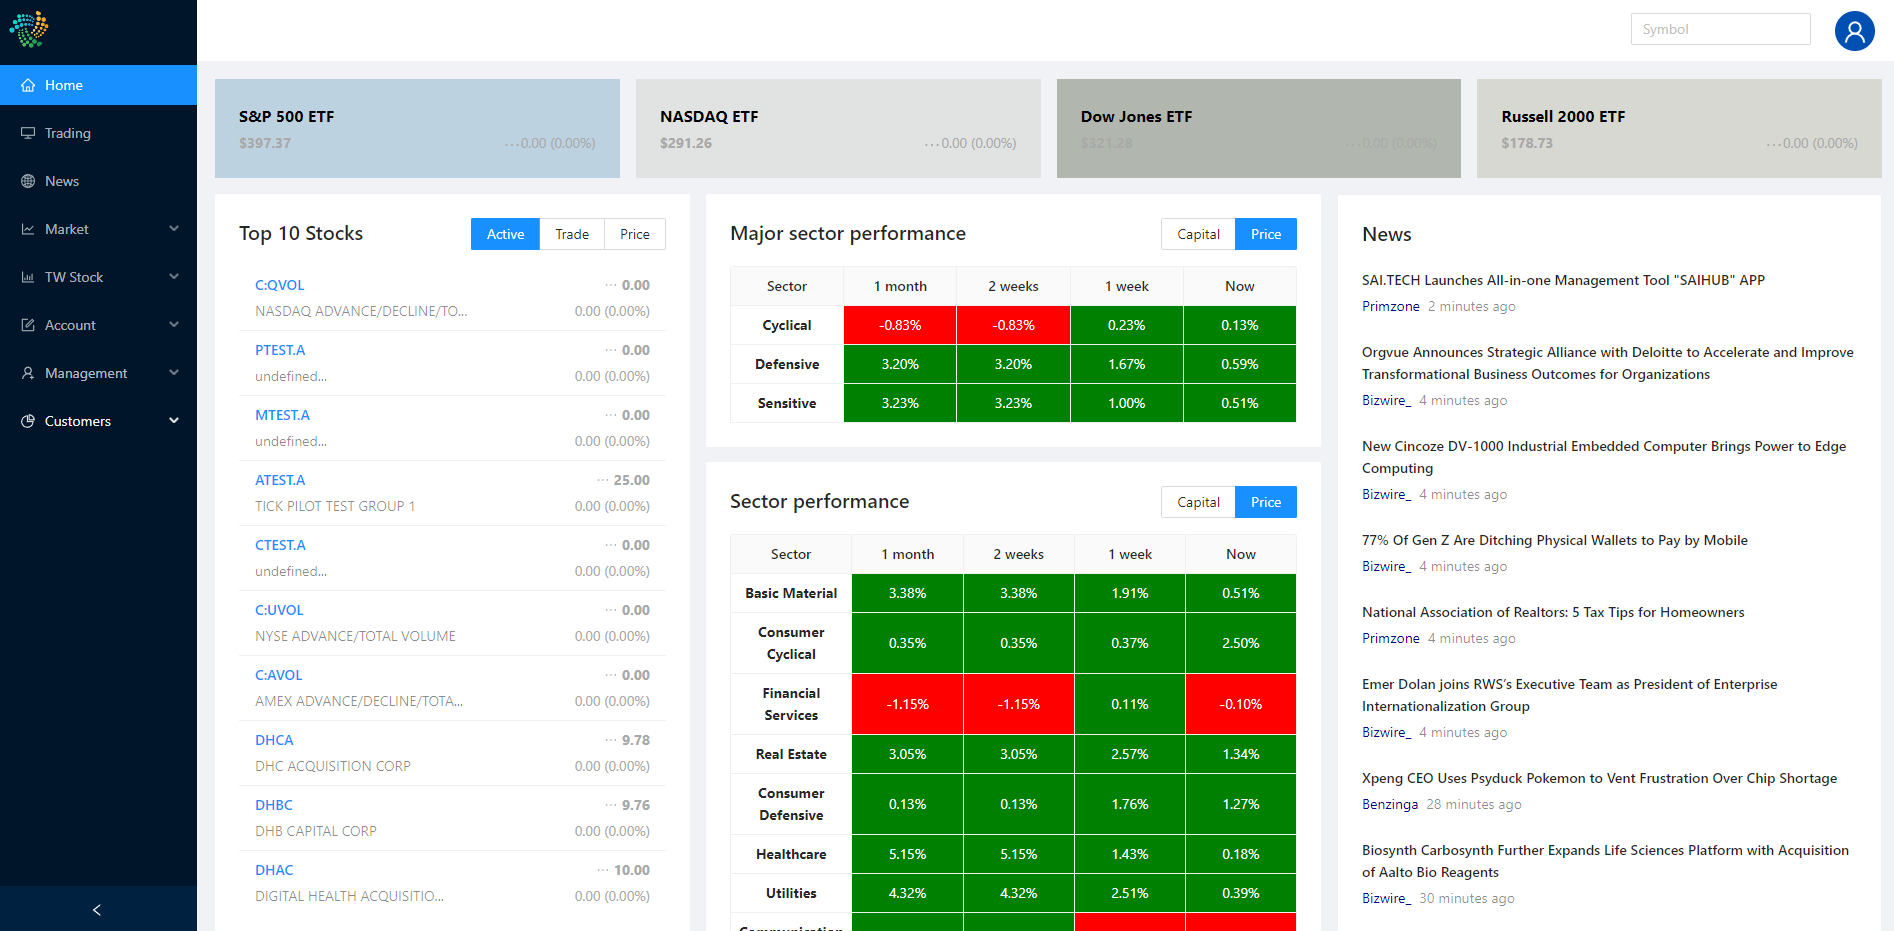 Symbol
Home
Trading
News
Market
TW Stock
Account
Management
Customers
S&P 500 ETF
$397.37 ···0.00 (0.00%)
NASDAQ ETF
$291.26 ···0.00 (0.00%)
Dow Jones ETF
$321.28 ···0.00 (0.00%)
Russell 2000 ETF
$178.73 ···0.00 (0.00%)
Top 10 Stocks Active Trade Price
C:QVOL ··· 0.00
NASDAQ ADVANCE/DECLINE/TO... 0.00 (0.00%)
PTEST.A ··· 0.00
undefined... 0.00 (0.00%)
MTEST.A ··· 0.00
undefined... 0.00 (0.00%)
ATEST.A ··· 25.00
TICK PILOT TEST GROUP 1 0.00 (0.00%)
CTEST.A ··· 0.00
undefined... 0.00 (0.00%)
C:UVOL ··· 0.00
NYSE ADVANCE/TOTAL VOLUME 0.00 (0.00%)
C:AVOL ··· 0.00
AMEX ADVANCE/DECLINE/TOTA... 0.00 (0.00%)
DHCA ··· 9.78
DHC ACQUISITION CORP 0.00 (0.00%)
DHBC ··· 9.76
DHB CAPITAL CORP 0.00 (0.00%)
DHAC ··· 10.00
DIGITAL HEALTH ACQUISITIO... 0.00 (0.00%)
Major sector performance Capital Price
Sector 1 month 2 weeks 1 week Now
Cyclical -0.83% -0.83% 0.23% 0.13%
Defensive 3.20% 3.20% 1.67% 0.59%
Sensitive 3.23% 3.23% 1.00% 0.51%
Sector performance Capital Price
Sector 1 month 2 weeks 1 week Now
Basic Material 3.38% 3.38% 1.91% 0.51%
Consumer
Cyclical 0.35% 0.35% 0.37% 2.50%
Financial
Services -1.15% -1.15% 0.11% -0.10%
Real Estate 3.05% 3.05% 2.57% 1.34%
Consumer
Defensive 0.13% 0.13% 1.76% 1.27%
Healthcare 5.15% 5.15% 1.43% 0.18%
Utilities 4.32% 4.32% 2.51% 0.39%
Communication
News
SAI.TECH Launches All-in-one Management Tool "SAIHUB" APP
Primzone 2 minutes ago
Orgvue Announces Strategic Alliance with Deloitte to Accelerate and Improve
Transformational Business Outcomes for Organizations
Bizwire_ 4 minutes ago
New Cincoze DV-1000 Industrial Embedded Computer Brings Power to Edge
Computing
Bizwire_ 4 minutes ago
77% Of Gen Z Are Ditching Physical Wallets to Pay by Mobile
Bizwire_ 4 minutes ago
National Association of Realtors: 5 Tax Tips for Homeowners
Primzone 4 minutes ago
Emer Dolan joins RWS’s Executive Team as President of Enterprise
Internationalization Group
Bizwire_ 4 minutes ago
Xpeng CEO Uses Psyduck Pokemon to Vent Frustration Over Chip Shortage
Benzinga 28 minutes ago
Biosynth Carbosynth Further Expands Life Sciences Platform with Acquisition
of Aalto Bio Reagents
Bizwire_ 30 minutes ago